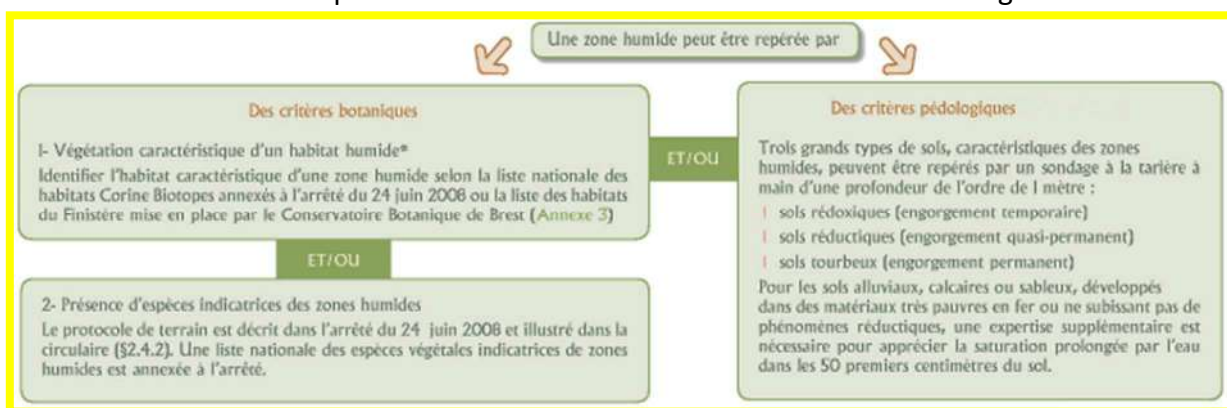 Une zone humide peut être repérée par
Des critères botaniques
1- Végétation caractéristique d'un habitat humide*
Identifier l'habitat caractéristique d'une zone humide selon la liste nationale des
habitats Corine Biotopes annexés à l'arrêté du 24 juin 2008 ou la liste des habitats
du Finistère mise en place par le Conservatoire Botanique de Brest (Annexe 3)
ET/OU
2- Présence d'espèces indicatrices des zones humides
Le protocole de terrain est décrit dans l'arrêté du 24 juin 2008 et illustré dans la
circulaire (§2.4.2). Une liste nationale des espèces végétales indicatrices de zones
humides est annexée à l'arrêté.
ET/OU
Des critères pédologiques
Trois grands types de sols, caractéristiques des zones
humides, peuvent être repérés par un sondage à la tarière à
main d'une profondeur de l'ordre de 1 mètre :
| sols rédoxiques (engorgement temporaire)
| sols réductiques (engorgement quasi-permanent)
| sols tourbeux (engorgement permanent)
Pour les sols alluviaux, calcaires ou sableux, développés
dans des matériaux très pauvres en fer ou ne subissant pas de
phénomènes réductiques, une expertise supplémentaire est
nécessaire pour apprécier la saturation prolongée par l'eau
dans les 50 premiers centimètres du sol.